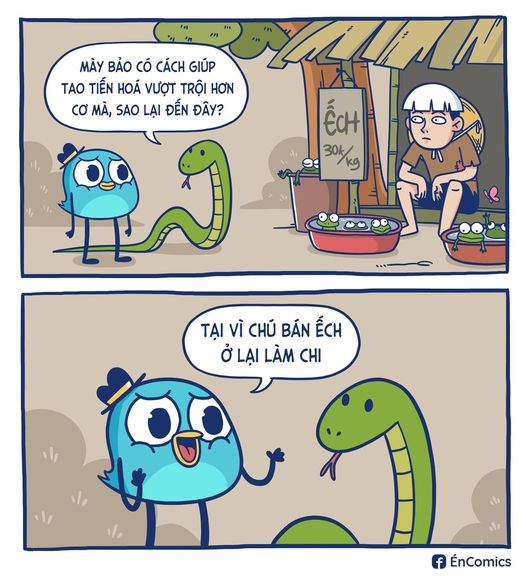 MÀY BẢO CÓ CÁCH GIÚP
TAO TIẾN HOÁ VƯỢT TRỘI HƠN
CƠ MÀ, SAO LẠI ĐẾN ĐÂY?
ẾCH
30k/
kg
TẠI VÌ CHÚ BÁN ẾCH
Ở LẠI LÀM CHI
ÉnComics